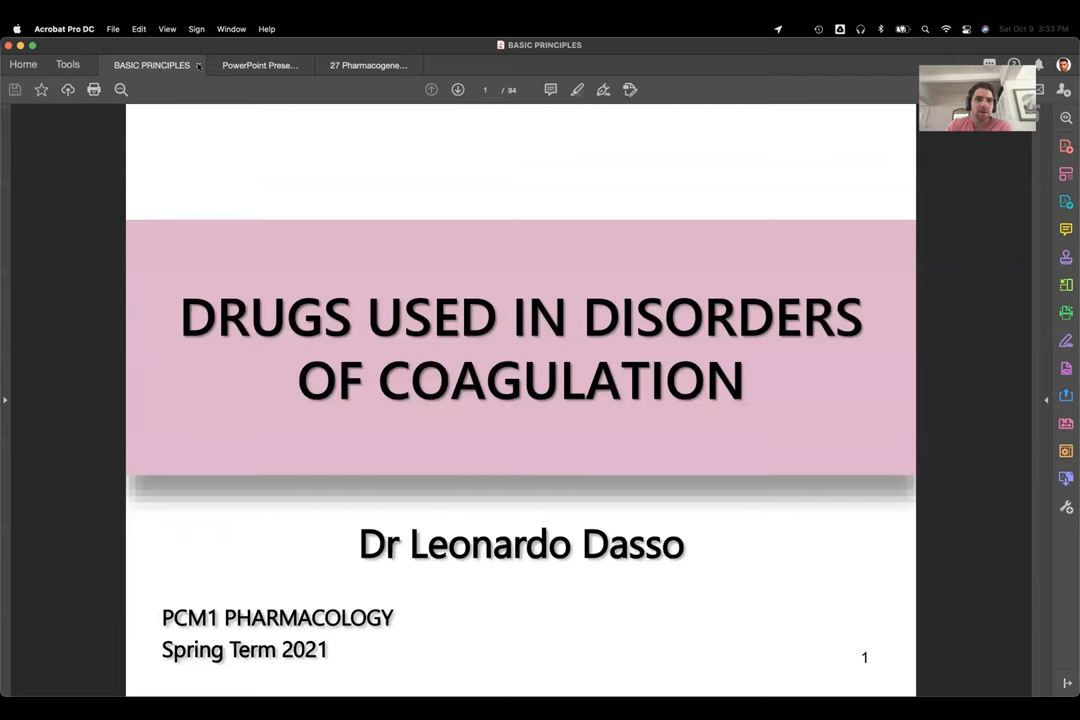 Acrobat Pro DC File Edit View Sign Window Help Sat Oct 9 3:33 PM
BASIC PRINCIPLES
Home Tools BASIC PRINCIPLES × PowerPoint Prese... 27 Pharmacogene...
1 / 94
DRUGS USED IN DISORDERS
OF COAGULATION
Dr Leonardo Dasso
PCM1 PHARMACOLOGY
Spring Term 2021
1